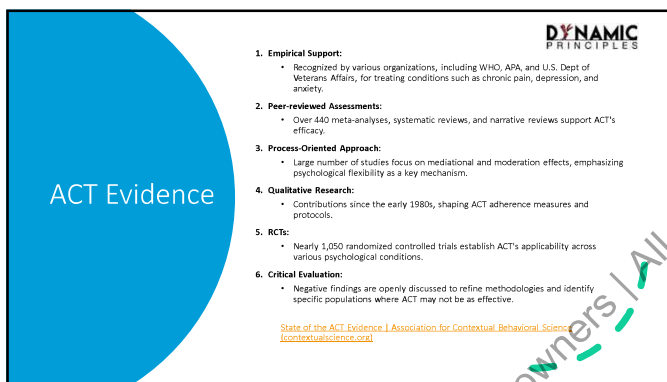 DYNAMIC
PRINCIPLES
ACT Evidence
1. Empirical Support:
• Recognized by various organizations, including WHO, APA, and U.S. Dept of
Veterans Affairs, for treating conditions such as chronic pain, depression, and
anxiety.
2. Peer-reviewed Assessments:
• Over 440 meta-analyses, systematic reviews, and narrative reviews support ACT's
efficacy.
3. Process-Oriented Approach:
• Large number of studies focus on mediational and moderation effects, emphasizing
psychological flexibility as a key mechanism.
4. Qualitative Research:
• Contributions since the early 1980s, shaping ACT adherence measures and
protocols.
5. RCTs:
• Nearly 1,050 randomized controlled trials establish ACT's applicability across
various psychological conditions.
6. Critical Evaluation:
• Negative findings are openly discussed to refine methodologies and identify
specific populations where ACT may not be as effective.
State of the ACT Evidence | Association for Contextual Behavioral Science
(contextualscience.org)
owners | All